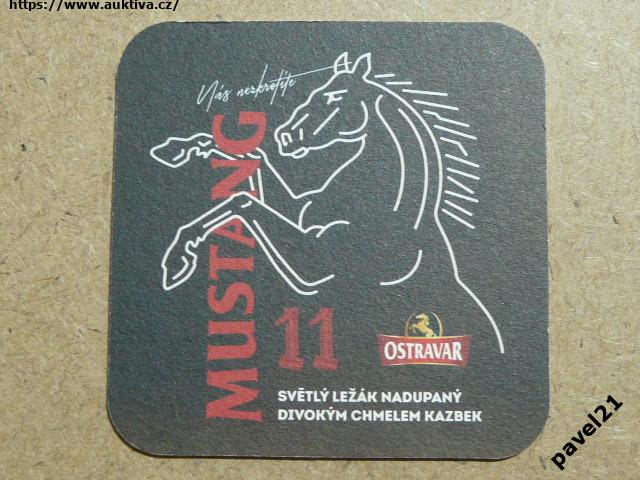 https://www.auktiva.cz/
Nás nezkrotíte
MUSTANG
11
OSTRAVAR
SVĚTLÝ LEŽÁK NADUPANÝ
DIVOKÝM CHMELEM KAZBEK
pavel21